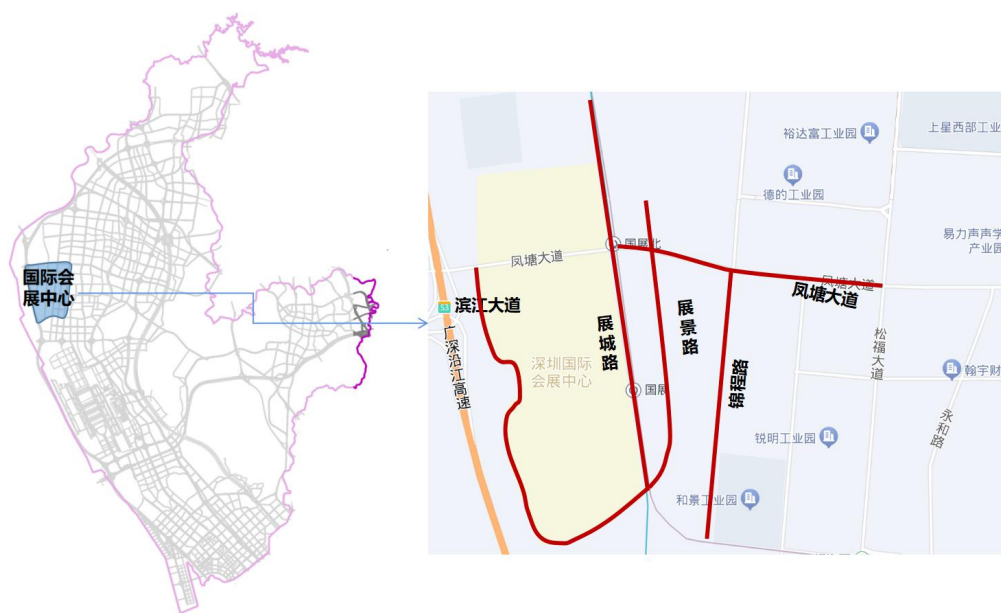 国际会
展中心
裕达富工业园
上星西部工业
德的工业园
易力声声学
产业园
国展北
凤塘大道
凤塘大道
凤塘大道
S3
滨江大道
广深沿江高速
深圳国际
会展中心
展城路
国展
展景路
锦程路
松福大道
翰宇财
永和路
锐明工业园
和景工业园